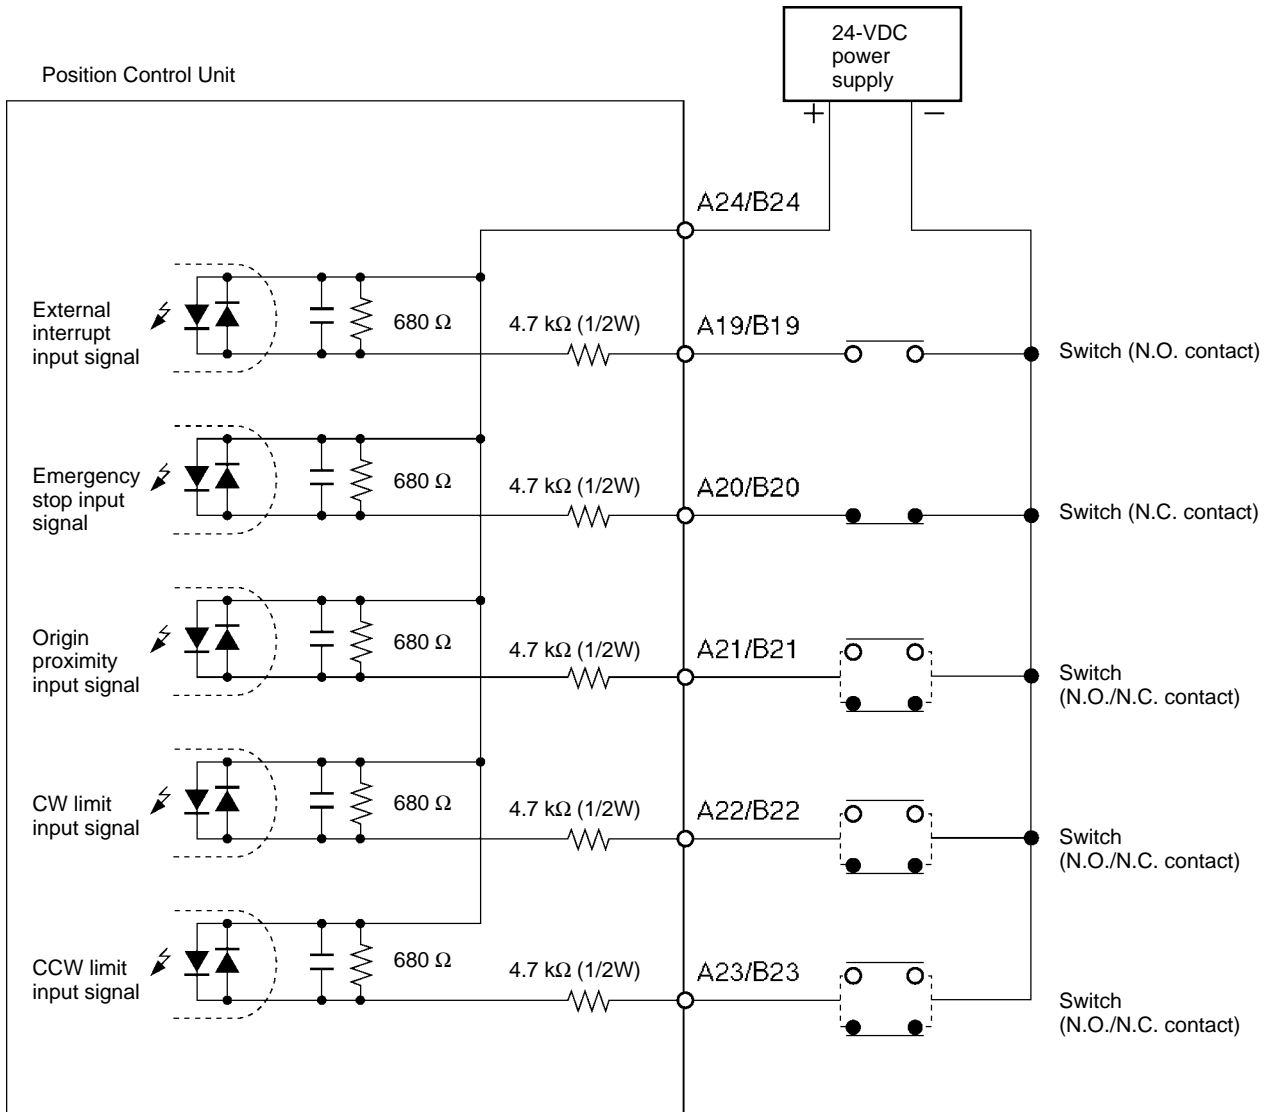 24-VDC
power
supply
Position Control Unit
+
−
A24/B24
External
interrupt
input signal
680 Ω
4.7 kΩ (1/2W)
A19/B19
Switch (N.O. contact)
Emergency
stop input
signal
680 Ω
4.7 kΩ (1/2W)
A20/B20
Switch (N.C. contact)
Origin
proximity
input signal
680 Ω
4.7 kΩ (1/2W)
A21/B21
Switch
(N.O./N.C. contact)
CW limit
input signal
680 Ω
4.7 kΩ (1/2W)
A22/B22
Switch
(N.O./N.C. contact)
CCW limit
input signal
680 Ω
4.7 kΩ (1/2W)
A23/B23
Switch
(N.O./N.C. contact)